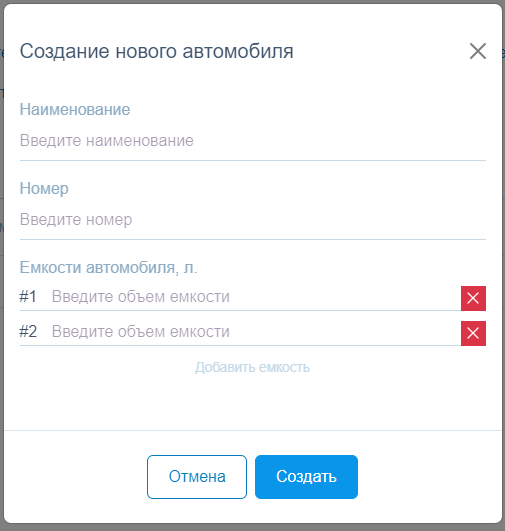 Создание нового автомобиля
Наименование
Введите наименование
Номер
Введите номер
Емкости автомобиля, л.
#1 Введите объем емкости
#2 Введите объем емкости
Добавить емкость
Отмена Создать